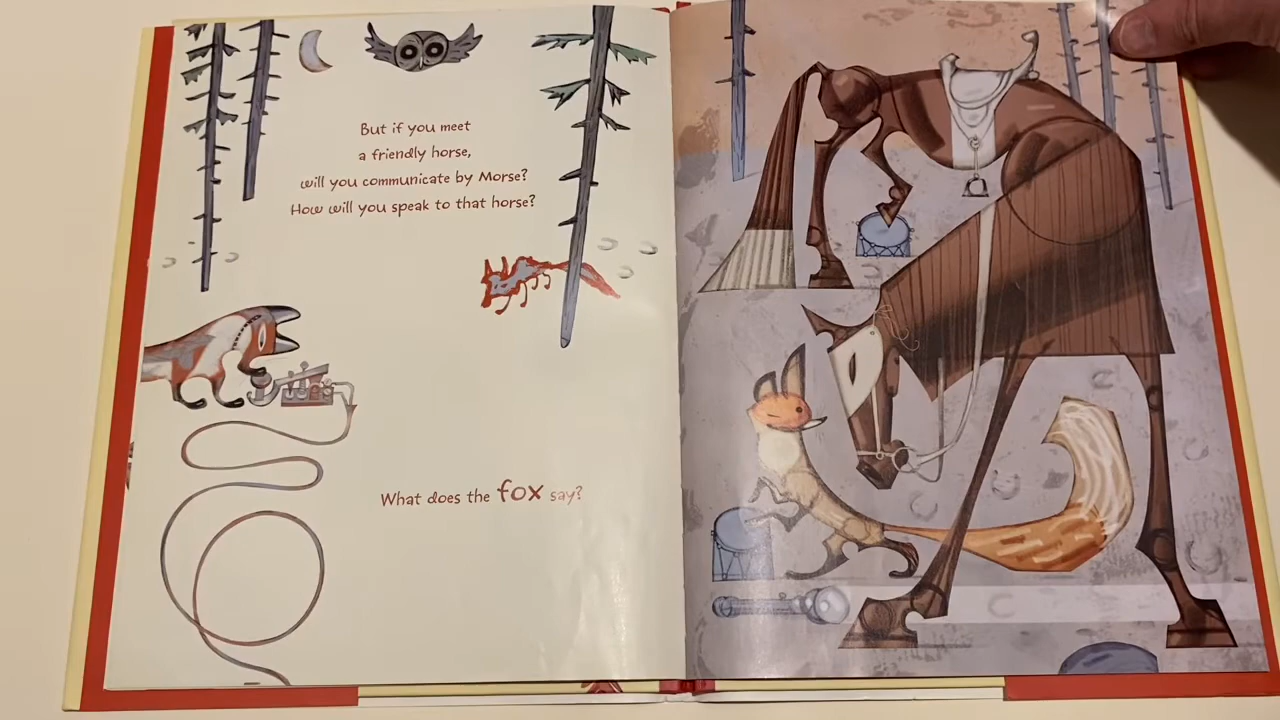 But if you meet
a friendly horse,
will you communicate by Morse?
How will you speak to that horse?
What does the fox say?